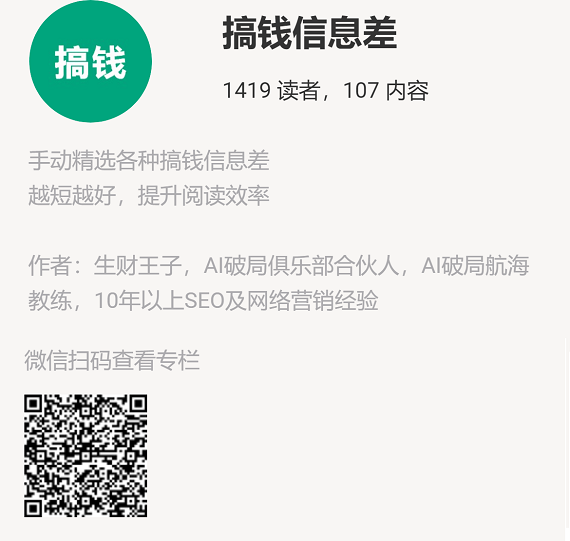 搞钱
搞钱信息差
1419 读者，107 内容
手动精选各种搞钱信息差
越短越好，提升阅读效率
作者：生财王子，AI破局俱乐部合伙人，AI破局航海
教练，10年以上SEO及网络营销经验
微信扫码查看专栏